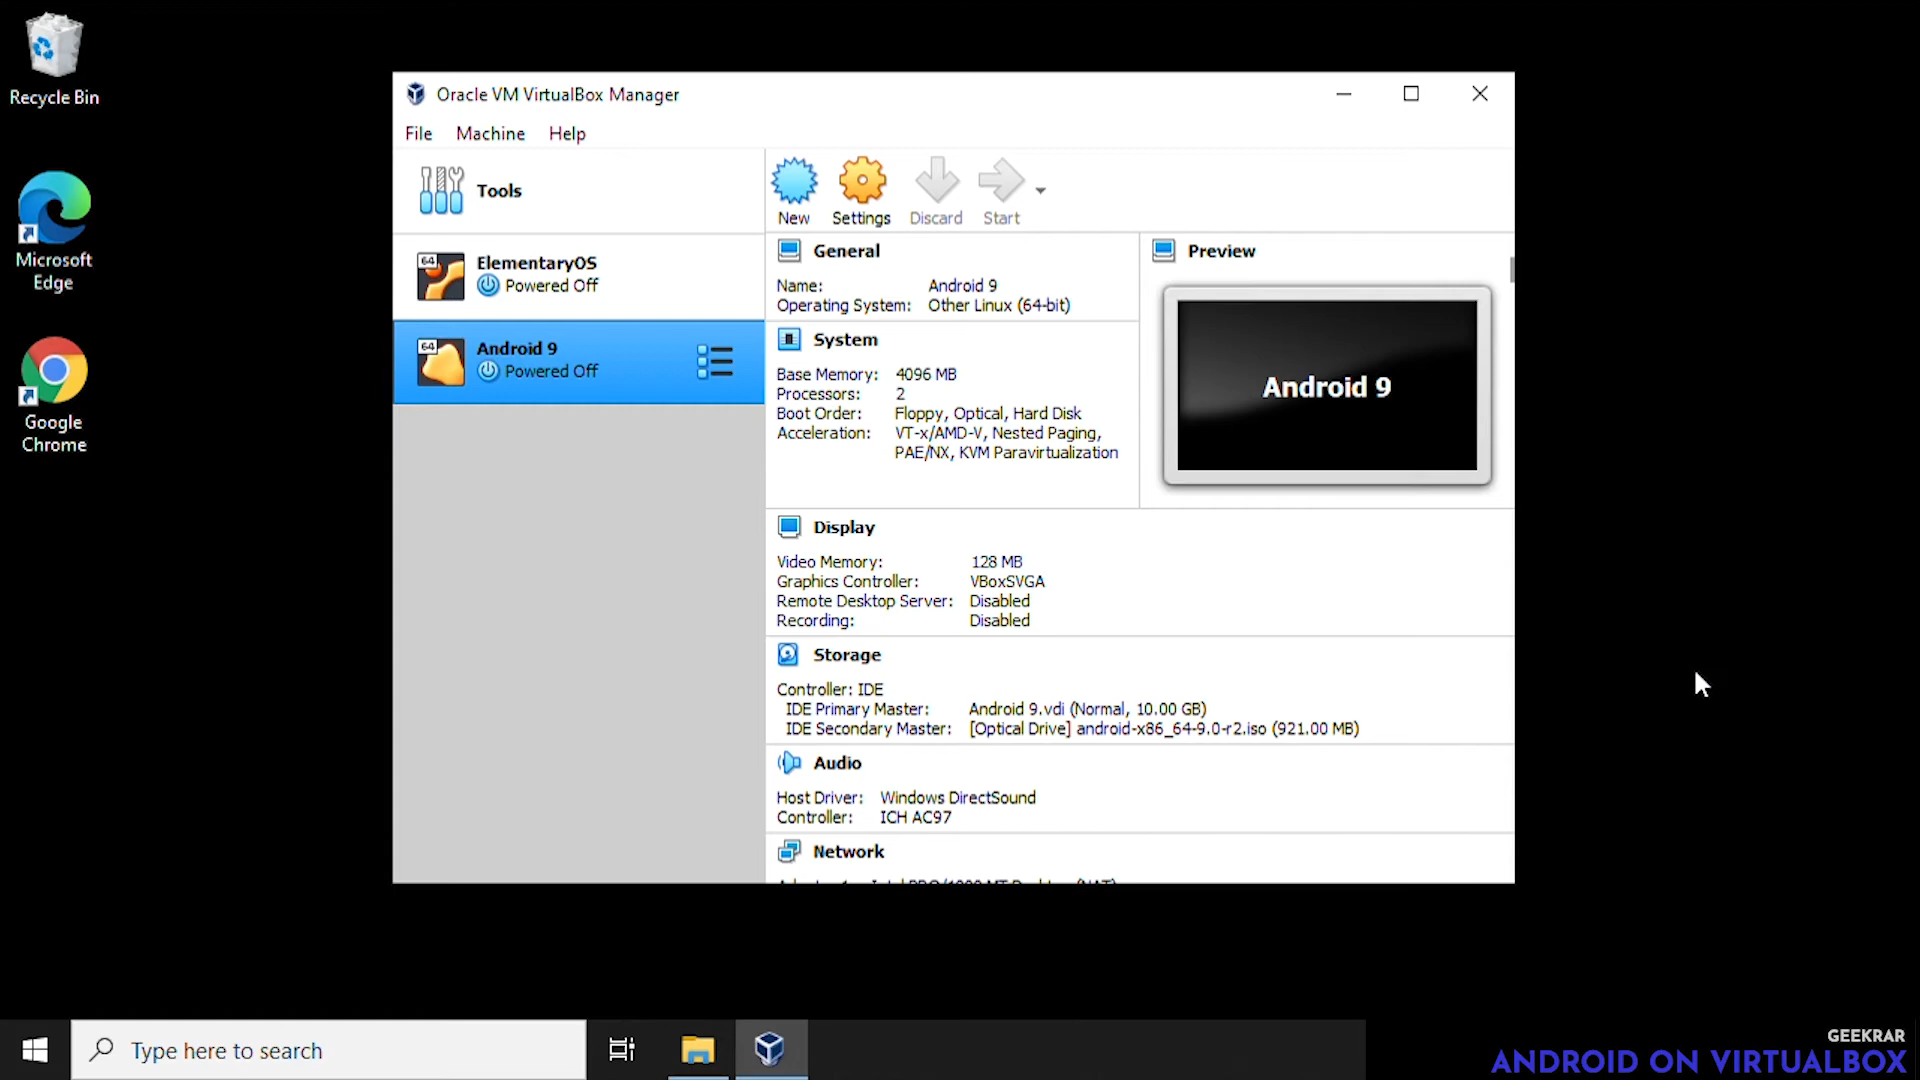 Recycle Bin
Microsoft
Edge
Google
Chrome
Oracle VM VirtualBox Manager
File Machine Help
Tools
64
ElementaryOS
Powered Off
64
Android 9
Powered Off
New Settings Discard Start
General
Name: Android 9
Operating System: Other Linux (64-bit)
System
Base Memory: 4096 MB
Processors: 2
Boot Order: Floppy, Optical, Hard Disk
Acceleration: VT-x/AMD-V, Nested Paging,
PAE/NX, KVM Paravirtualization
Preview
Android 9
Display
Video Memory: 128 MB
Graphics Controller: VBoxSVGA
Remote Desktop Server: Disabled
Recording: Disabled
Storage
Controller: IDE
IDE Primary Master: Android 9.vdi (Normal, 10.00 GB)
IDE Secondary Master: [Optical Drive] android-x86_64-9.0-r2.iso (921.00 MB)
Audio
Host Driver: Windows DirectSound
Controller: ICH AC97
Network
Type here to search
GEEKRAR
ANDROID ON VIRTUALBOX